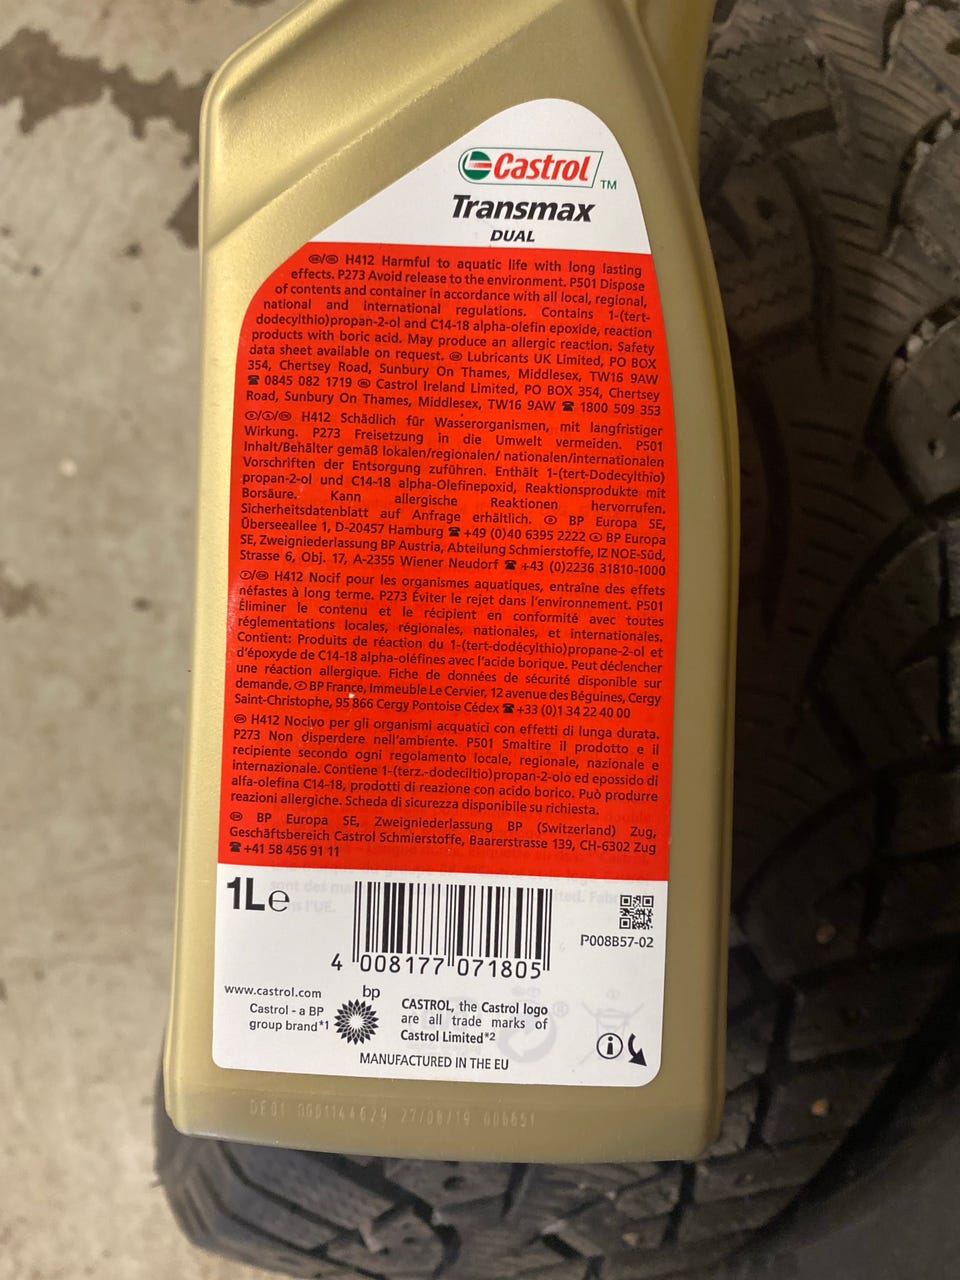 Castrol
TM
Transmax
DUAL
GB/IE H412 Harmful to aquatic life with long lasting
effects. P273 Avoid release to the environment. P501 Dispose
of contents and container in accordance with all local, regional,
national and international regulations. Contains 1-(tert-
dodecylthio)propan-2-ol and C14-18 alpha-olefin epoxide, reaction
products with boric acid. May produce an allergic reaction. Safety
data sheet available on request. Lubricants UK Limited, PO BOX
354, Chertsey Road, Sunbury On Thames, Middlesex, TW16 9AW
☎ 0845 082 1719 Castrol Ireland Limited, PO BOX 354, Chertsey
Road, Sunbury On Thames, Middlesex, TW16 9AW ☎ 1800 509 353
D/A/CH H412 Schädlich für Wasserorganismen, mit langfristiger
Wirkung. P273 Freisetzung in die Umwelt vermeiden. P501
Inhalt/Behälter gemäß lokalen/regionalen/ nationalen/internationalen
Vorschriften der Entsorgung zuführen. Enthält 1-(tert-Dodecylthio)
propan-2-ol und C14-18 alpha-Olefinepoxid, Reaktionsprodukte mit
Borsäure. Kann allergische Reaktionen hervorrufen.
Sicherheitsdatenblatt auf Anfrage erhältlich. D BP Europa SE,
Überseeallee 1, D-20457 Hamburg ☎ +49 (0)40 6395 2222 A BP Europa
SE, Zweigniederlassung BP Austria, Abteilung Schmierstoffe, IZ NOE-Süd,
Strasse 6, Obj. 17, A-2355 Wiener Neudorf ☎ +43 (0)2236 31810-1000
F/CH H412 Nocif pour les organismes aquatiques, entraîne des effets
néfastes à long terme. P273 Éviter le rejet dans l'environnement. P501
Éliminer le contenu et le récipient en conformité avec toutes
réglementations locales, régionales, nationales, et internationales.
Contient: Produits de réaction du 1-(tert-dodécylthio)propane-2-ol et
d'époxyde de C14-18 alpha-oléfines avec l'acide borique. Peut déclencher
une réaction allergique. Fiche de données de sécurité disponible sur
demande. F BP France, Immeuble Le Cervier, 12 avenue des Béguines, Cergy
Saint-Christophe, 95 866 Cergy Pontoise Cédex ☎ +33 (0)1 34 22 40 00
CH H412 Nocivo per gli organismi acquatici con effetti di lunga durata.
P273 Non disperdere nell'ambiente. P501 Smaltire il prodotto e il
recipiente secondo ogni regolamento locale, regionale, nazionale e
internazionale. Contiene 1-(terz.-dodeciltio)propan-2-olo ed epossido di
alfa-olefina C14-18, prodotti di reazione con acido borico. Può produrre
reazioni allergiche. Scheda di sicurezza disponibile su richiesta.
CH BP Europa SE, Zweigniederlassung BP (Switzerland) Zug,
Geschäftsbereich Castrol Schmierstoffe, Baarerstrasse 139, CH-6302 Zug
☎ +41 58 456 91 11
1L℮
4 008177 071805
P008B57-02
www.castrol.com
Castrol - a BP
group brand*1
bp
CASTROL, the Castrol logo
are all trade marks of
Castrol Limited*2
MANUFACTURED IN THE EU
DE01 0001144629 27/08/19 006651